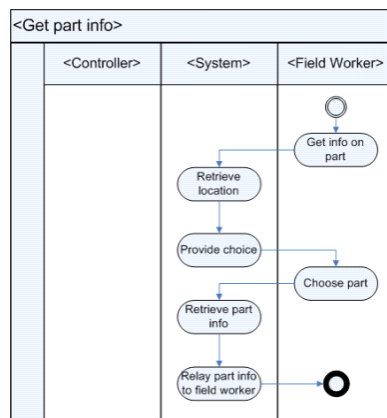 <Get part info>
<Controller>
<System>
<Field Worker>
Get info on
part
Retrieve
location
Provide choice
Choose part
Retrieve part
info
Relay part info
to field worker